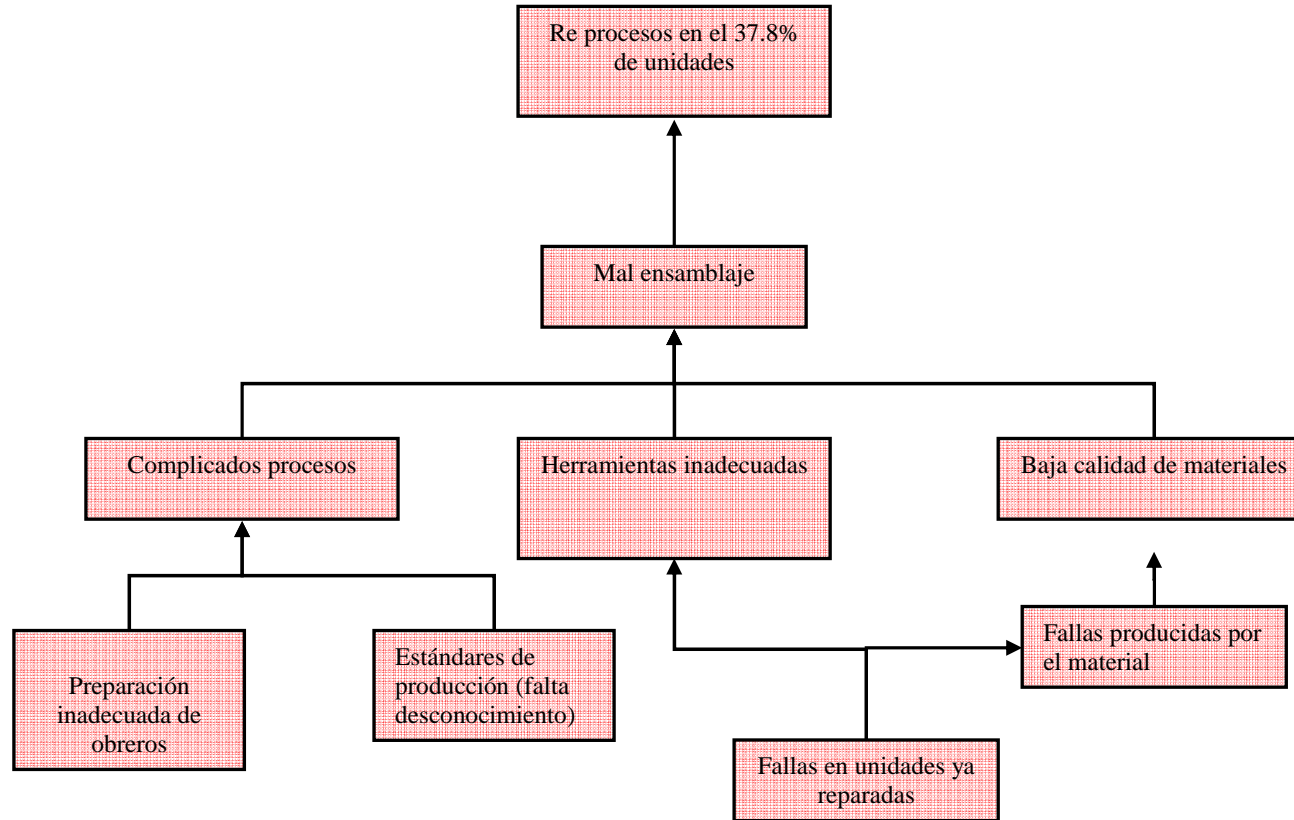 Re procesos en el 37.8%
de unidades
Mal ensamblaje
Complicados procesos
Herramientas inadecuadas
Baja calidad de materiales
Preparación
inadecuada de
obreros
Estándares de
producción (falta
desconocimiento)
Fallas producidas por
el material
Fallas en unidades ya
reparadas